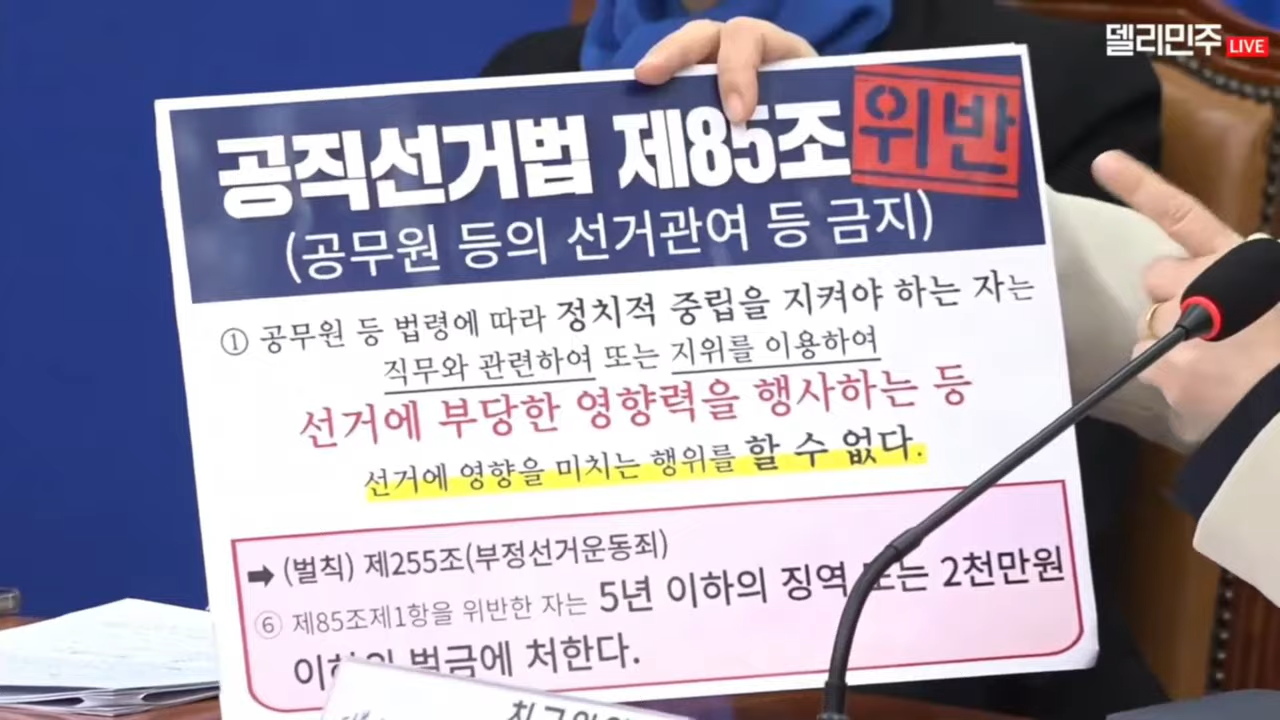 델리민주 LIVE
공직선거법 제85조 위반
(공무원 등의 선거관여 등 금지)
① 공무원 등 법령에 따라 정치적 중립을 지켜야 하는 자는
직무와 관련하여 또는 지위를 이용하여
선거에 부당한 영향력을 행사하는 등
선거에 영향을 미치는 행위를 할 수 없다.
➡ (벌칙) 제255조(부정선거운동죄)
⑥ 제85조제1항을 위반한 자는 5년 이하의 징역 또는 2천만원
이하의 벌금에 처한다.